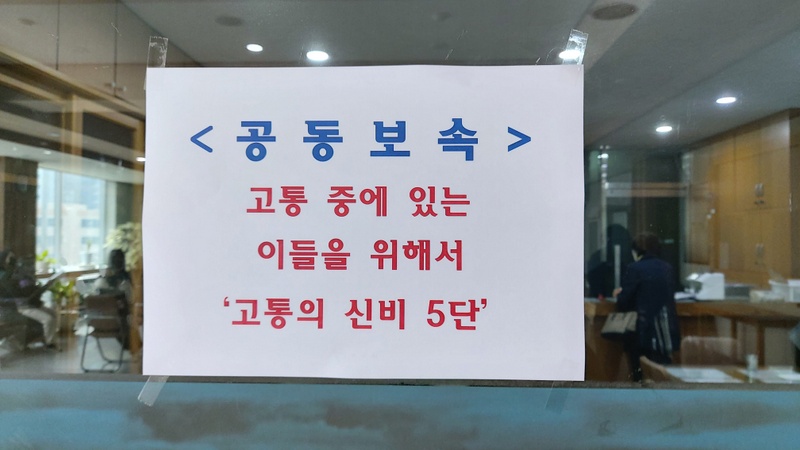 < 공동보속 >
고통 중에 있는
이들을 위해서
‘고통의 신비 5단’